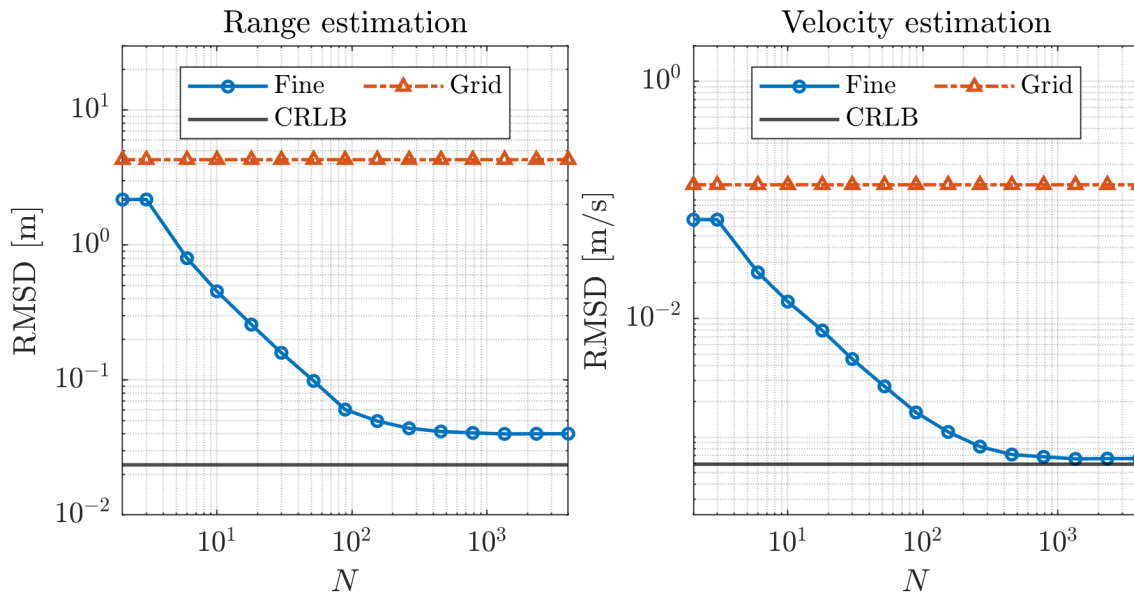 Range estimation
Fine
Grid
CRLB
RMSD [m]
10^1
10^0
10^-1
10^-2
10^1
10^2
10^3
N
Velocity estimation
Fine
Grid
CRLB
RMSD [m/s]
10^0
10^-2
10^1
10^2
10^3
N